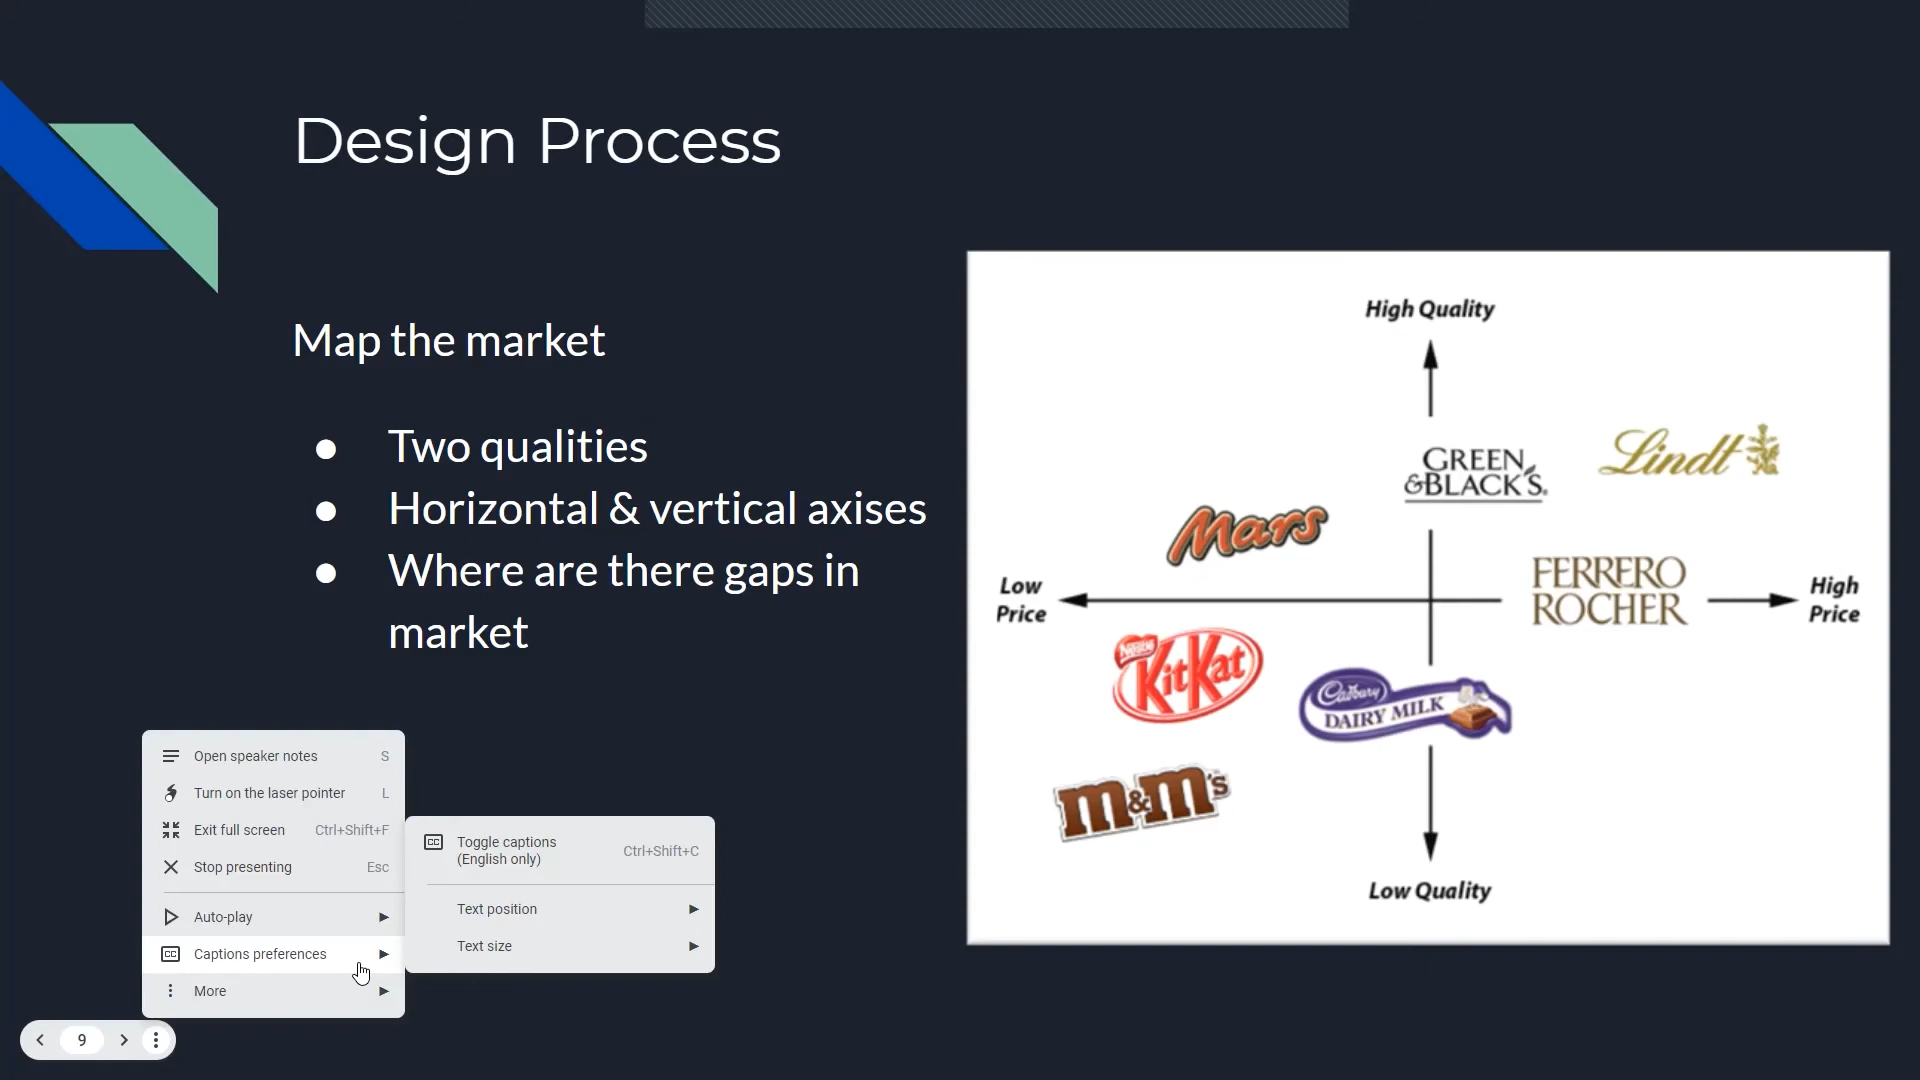 Design Process
Map the market
● Two qualities
● Horizontal & vertical axises
● Where are there gaps in
market
High Quality
GREEN
&BLACK'S.
Lindt
Mars
Low
Price
FERRERO
ROCHER
High
Price
Nestlé
KitKat
Cadbury
DAIRY MILK
m&m's
Low Quality
Open speaker notes S
Turn on the laser pointer L
Exit full screen Ctrl+Shift+F
Stop presenting Esc
Auto-play
CC Captions preferences
More
CC Toggle captions
(English only) Ctrl+Shift+C
Text position
Text size
9